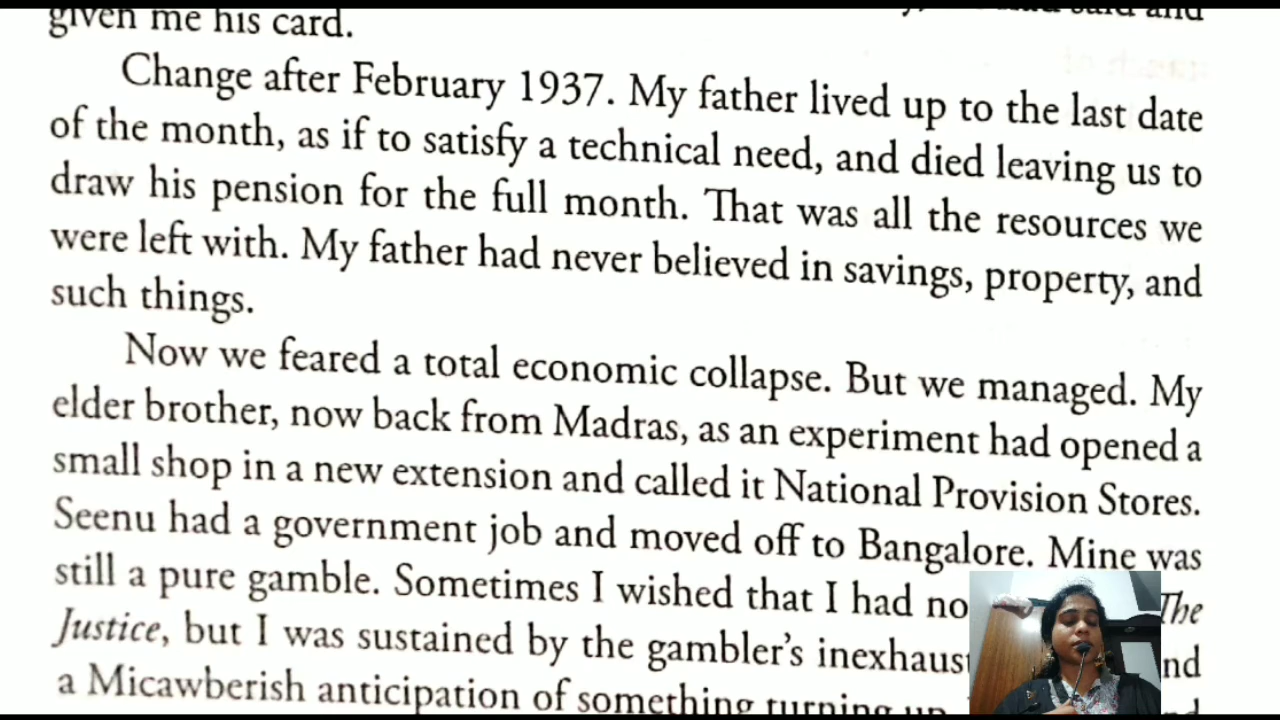 given me his card.
Change after February 1937. My father lived up to the last date
of the month, as if to satisfy a technical need, and died leaving us to
draw his pension for the full month. That was all the resources we
were left with. My father had never believed in savings, property, and
such things.
Now we feared a total economic collapse. But we managed. My
elder brother, now back from Madras, as an experiment had opened a
small shop in a new extension and called it National Provision Stores.
Seenu had a government job and moved off to Bangalore. Mine was
still a pure gamble. Sometimes I wished that I had no The
Justice, but I was sustained by the gambler's
a Micawberish anticipation of something turning up